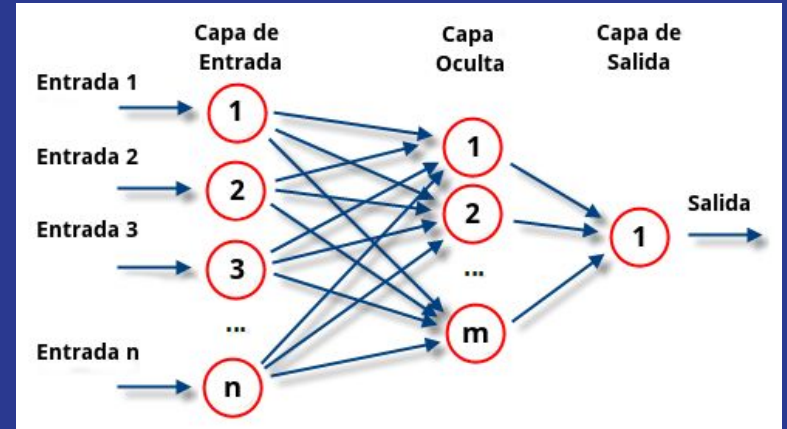 Capa de
Entrada
Capa
Oculta
Capa de
Salida
Entrada 1
Entrada 2
Entrada 3
Entrada n
1
2
3
...
n
1
2
...
m
1
Salida